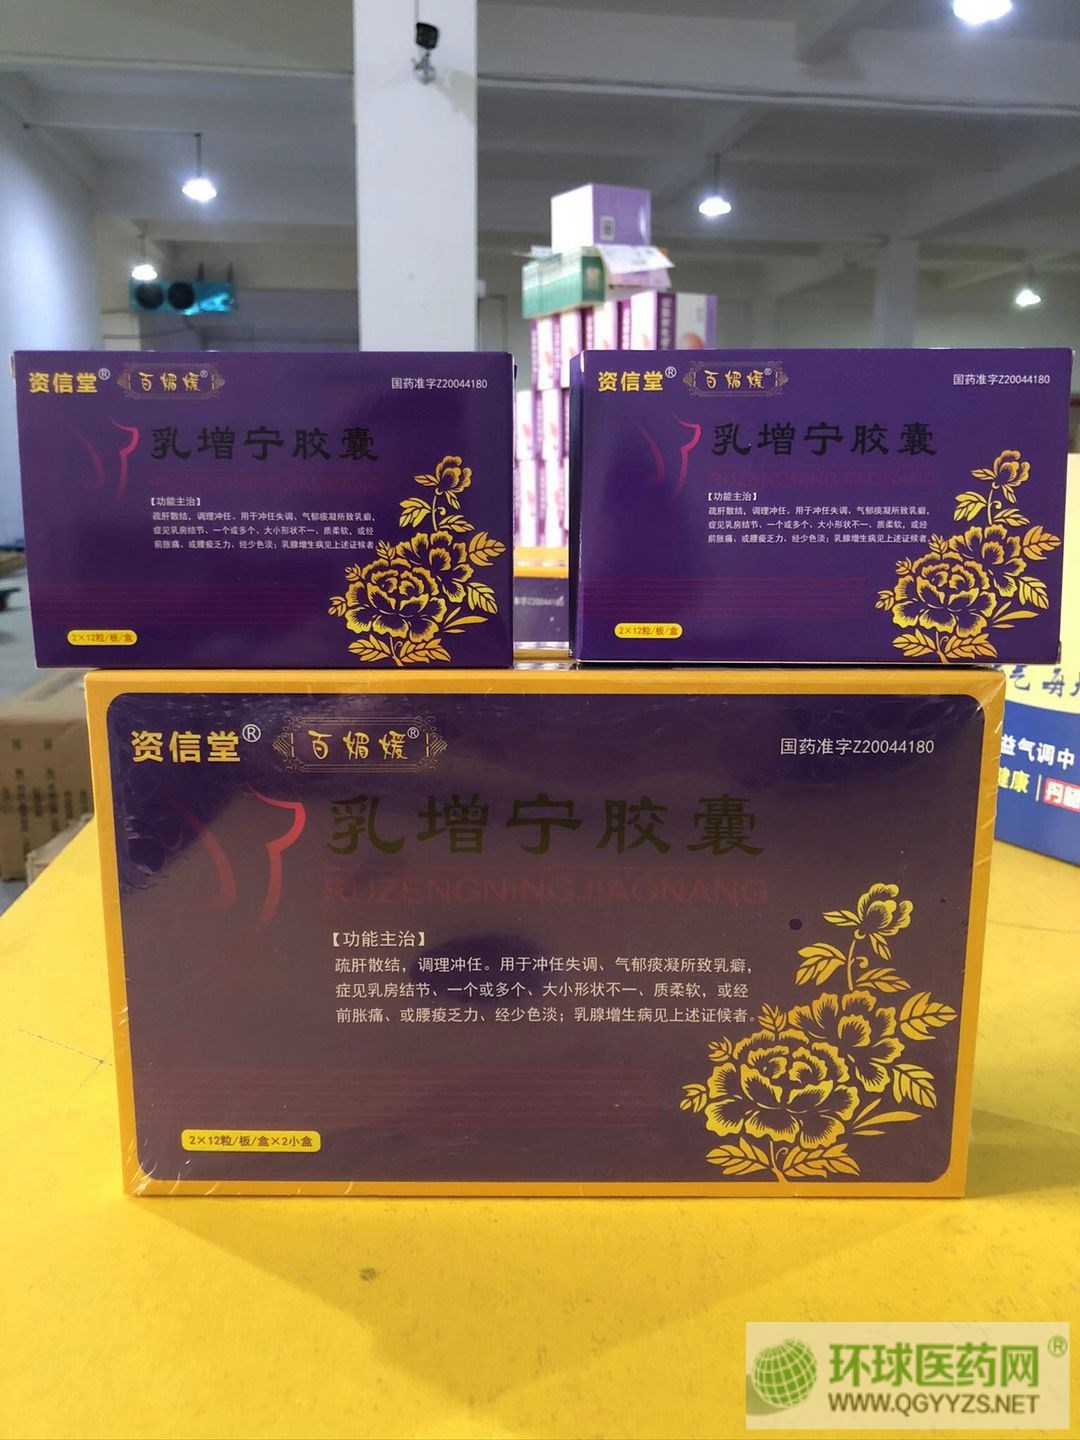 资信堂® 百媚媛® 国药准字Z20044180
乳增宁胶囊
RUZENGNINGJIAONANG
【功能主治】
疏肝散结，调理冲任。用于冲任失调、气郁痰凝所致乳癖，
症见乳房结节、一个或多个、大小形状不一、质柔软，或经
前胀痛、或腰痠乏力、经少色淡；乳腺增生病见上述证候者。
2×12粒/板/盒
资信堂® 百媚媛® 国药准字Z20044180
乳增宁胶囊
RUZENGNINGJIAONANG
【功能主治】
疏肝散结，调理冲任。用于冲任失调、气郁痰凝所致乳癖，
症见乳房结节、一个或多个、大小形状不一、质柔软，或经
前胀痛、或腰痠乏力、经少色淡；乳腺增生病见上述证候者。
2×12粒/板/盒
资信堂® 百媚媛® 国药准字Z20044180
乳增宁胶囊
RUZENGNINGJIAONANG
【功能主治】
疏肝散结，调理冲任。用于冲任失调、气郁痰凝所致乳癖，
症见乳房结节、一个或多个、大小形状不一、质柔软，或经
前胀痛、或腰痠乏力、经少色淡；乳腺增生病见上述证候者。
2×12粒/板/盒×2小盒
益气调中
健康
环球医药网®
WWW.QGYYZS.NET